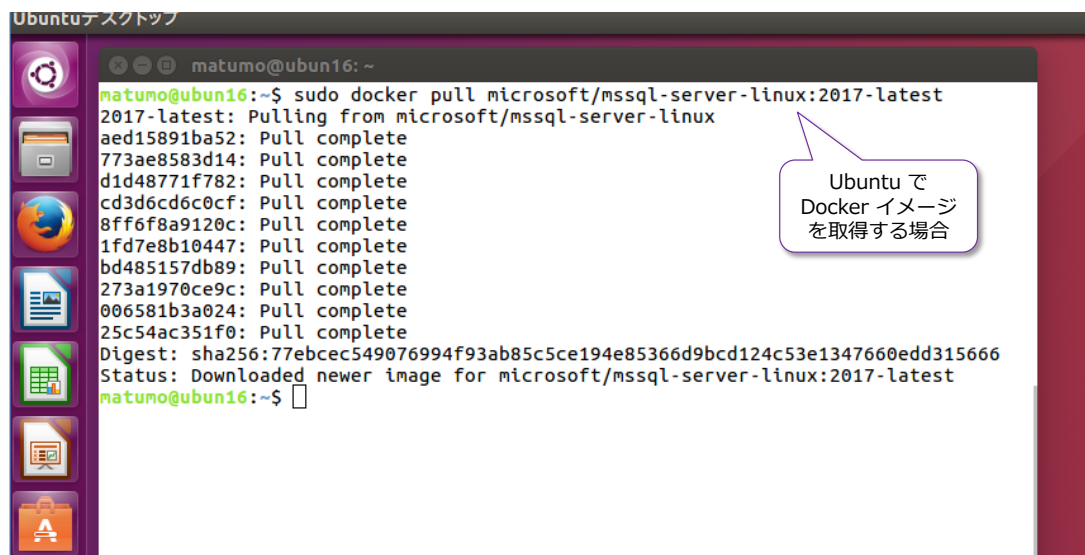 Ubuntuデスクトップ
matumo@ubun16: ~
matumo@ubun16:~$ sudo docker pull microsoft/mssql-server-linux:2017-latest
2017-latest: Pulling from microsoft/mssql-server-linux
aed15891ba52: Pull complete
773ae8583d14: Pull complete
d1d48771f782: Pull complete
cd3d6cd6c0cf: Pull complete
8ff6f8a9120c: Pull complete
1fd7e8b10447: Pull complete
bd485157db89: Pull complete
273a1970ce9c: Pull complete
006581b3a024: Pull complete
25c54ac351f0: Pull complete
Digest: sha256:77ebcec549076994f93ab85c5ce194e85366d9bcd124c53e1347660edd315666
Status: Downloaded newer image for microsoft/mssql-server-linux:2017-latest
matumo@ubun16:~$
Ubuntu で
Docker イメージ
を取得する場合